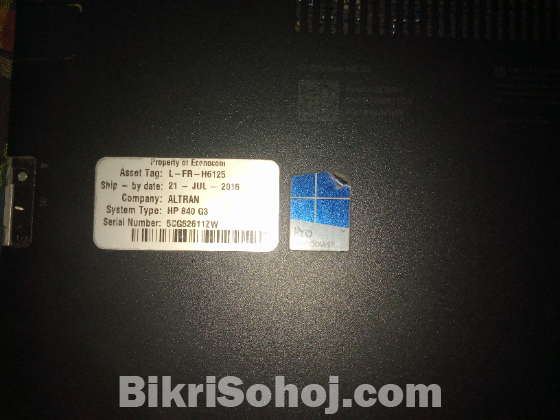 Property of Econocom
Asset Tag: L-FR-H6125
Ship - by date: 21 - JUL - 2016
Company: ALTRAN
System Type: HP 840 G3
Serial Number: 5CG62611ZW
Pro
Windows
BikriSohoj.com